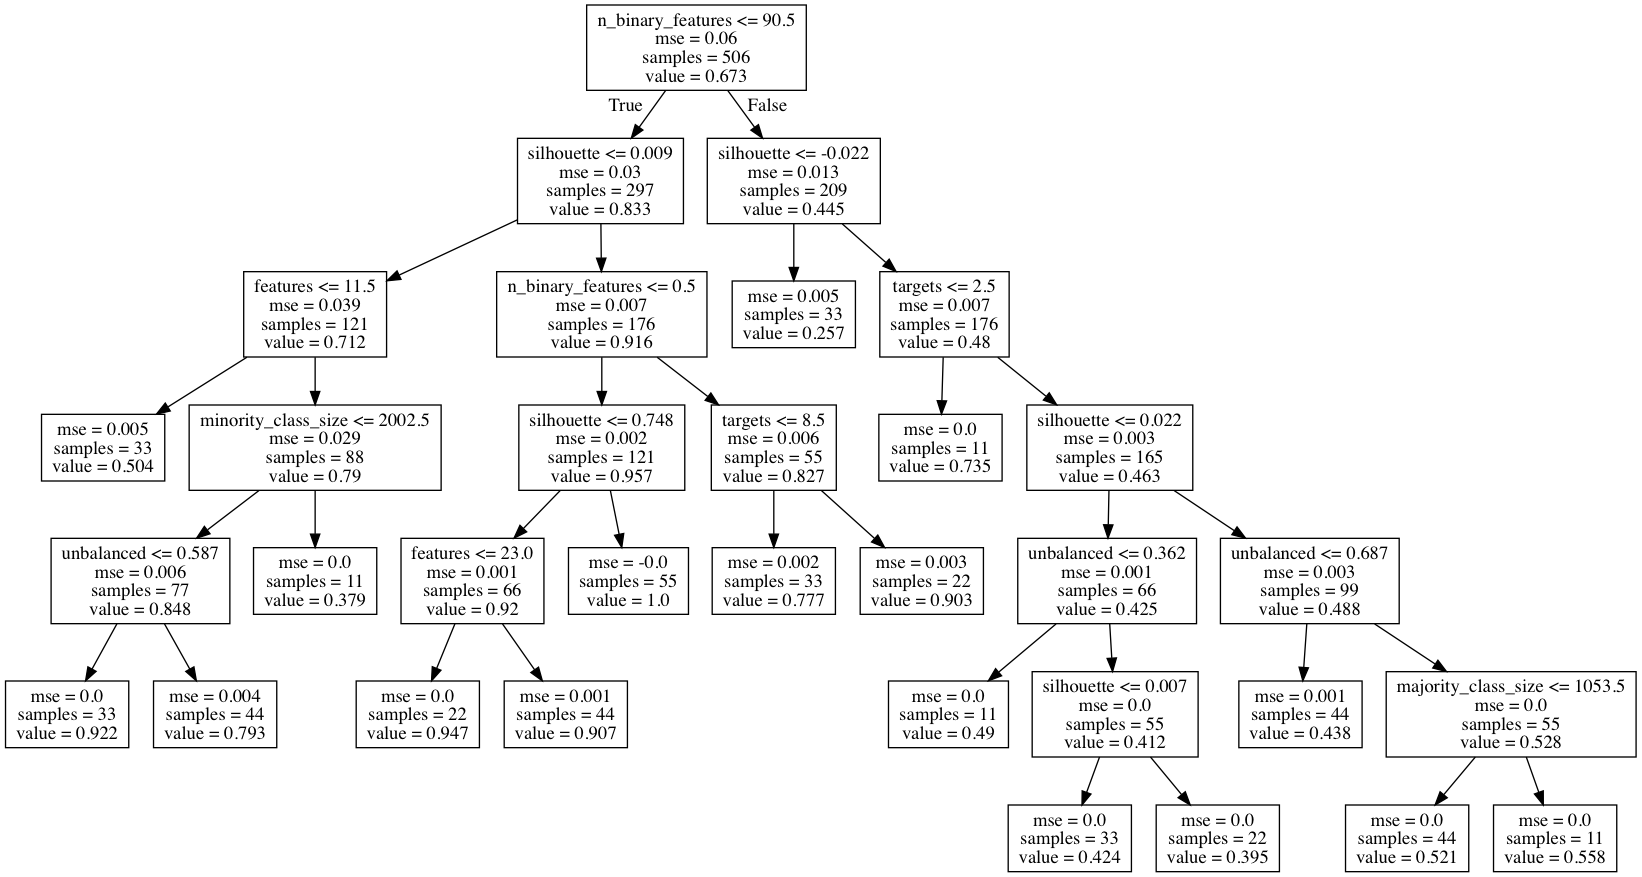 n_binary_features <= 90.5
mse = 0.06
samples = 506
value = 0.673
True
False
silhouette <= 0.009
mse = 0.03
samples = 297
value = 0.833
silhouette <= -0.022
mse = 0.013
samples = 209
value = 0.445
features <= 11.5
mse = 0.039
samples = 121
value = 0.712
n_binary_features <= 0.5
mse = 0.007
samples = 176
value = 0.916
mse = 0.005
samples = 33
value = 0.257
targets <= 2.5
mse = 0.007
samples = 176
value = 0.48
mse = 0.005
samples = 33
value = 0.504
minority_class_size <= 2002.5
mse = 0.029
samples = 88
value = 0.79
silhouette <= 0.748
mse = 0.002
samples = 121
value = 0.957
targets <= 8.5
mse = 0.006
samples = 55
value = 0.827
mse = 0.0
samples = 11
value = 0.735
silhouette <= 0.022
mse = 0.003
samples = 165
value = 0.463
unbalanced <= 0.587
mse = 0.006
samples = 77
value = 0.848
mse = 0.0
samples = 11
value = 0.379
features <= 23.0
mse = 0.001
samples = 66
value = 0.92
mse = -0.0
samples = 55
value = 1.0
mse = 0.002
samples = 33
value = 0.777
mse = 0.003
samples = 22
value = 0.903
unbalanced <= 0.362
mse = 0.001
samples = 66
value = 0.425
unbalanced <= 0.687
mse = 0.003
samples = 99
value = 0.488
mse = 0.0
samples = 33
value = 0.922
mse = 0.004
samples = 44
value = 0.793
mse = 0.0
samples = 22
value = 0.947
mse = 0.001
samples = 44
value = 0.907
mse = 0.0
samples = 11
value = 0.49
silhouette <= 0.007
mse = 0.0
samples = 55
value = 0.412
mse = 0.001
samples = 44
value = 0.438
majority_class_size <= 1053.5
mse = 0.0
samples = 55
value = 0.528
mse = 0.0
samples = 33
value = 0.424
mse = 0.0
samples = 22
value = 0.395
mse = 0.0
samples = 44
value = 0.521
mse = 0.0
samples = 11
value = 0.558